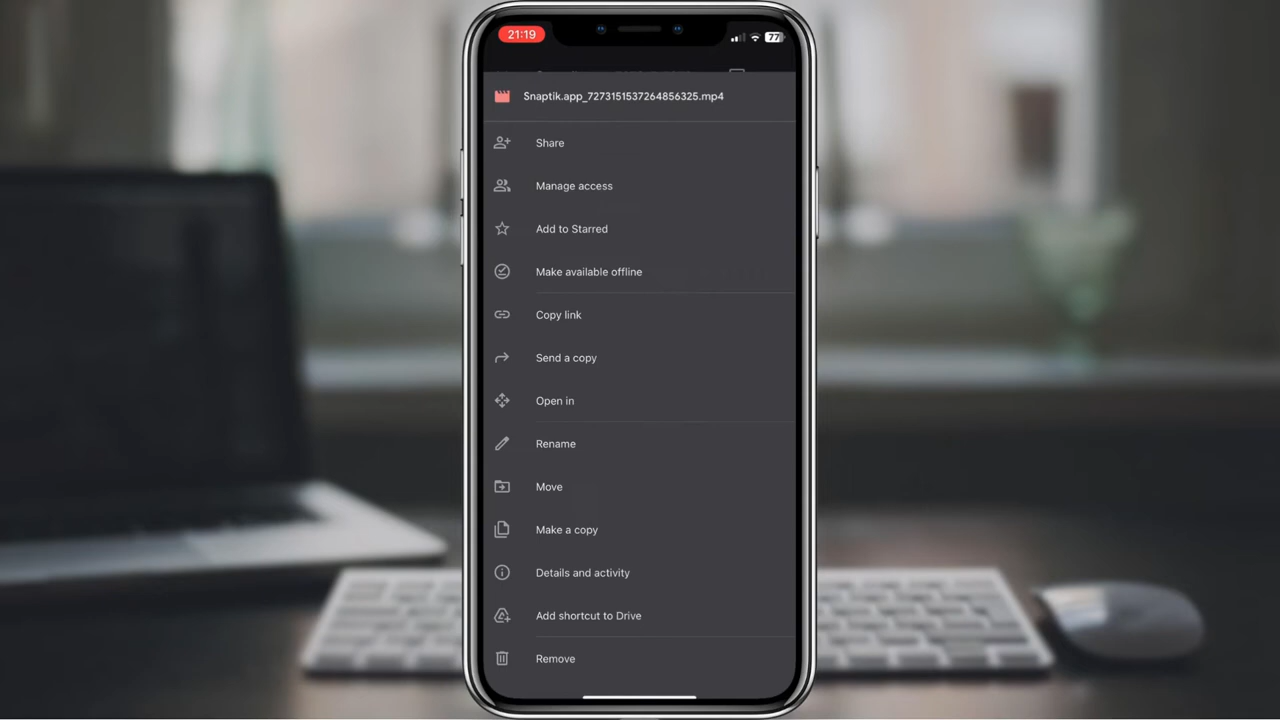 21:19
77
Snaptik.app_7273151537264856325.mp4
Share
Manage access
Add to Starred
Make available offline
Copy link
Send a copy
Open in
Rename
Move
Make a copy
Details and activity
Add shortcut to Drive
Remove